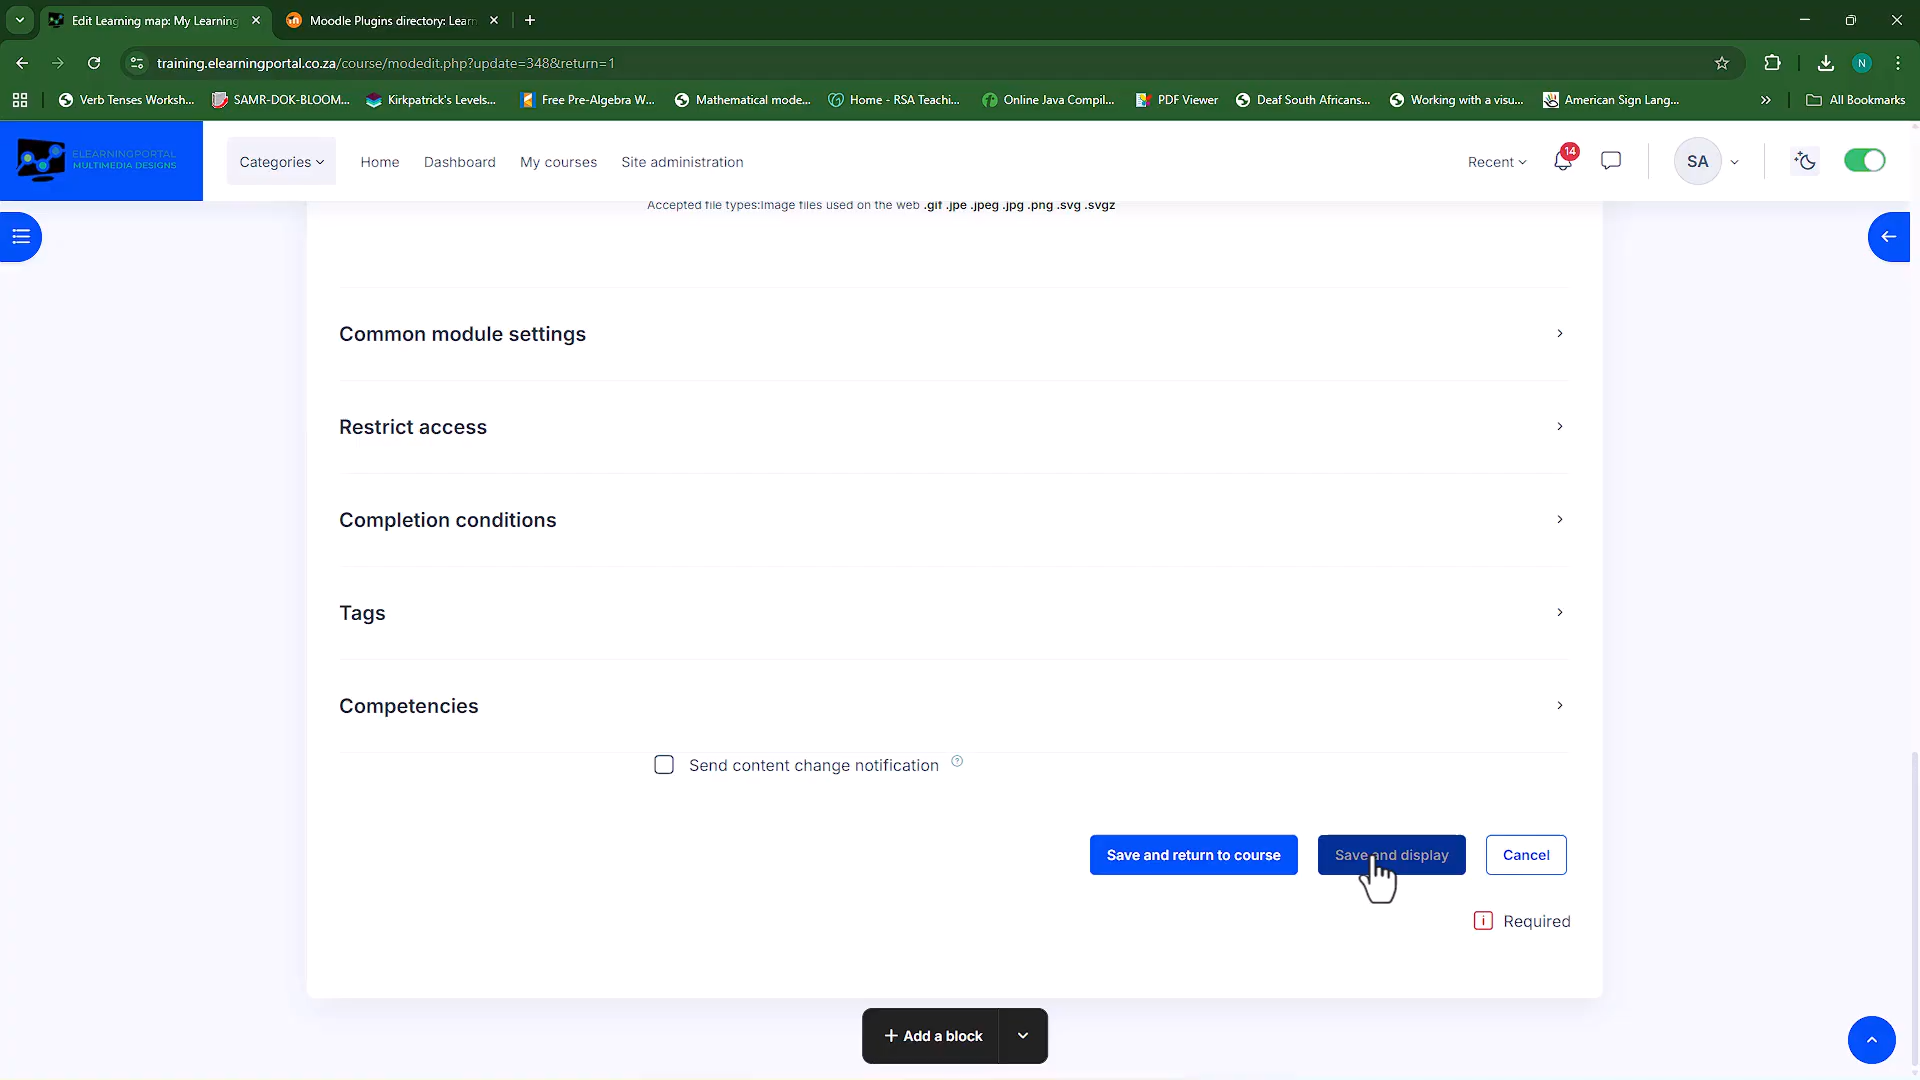 Edit Learning map: My Learning
Moodle Plugins directory: Lear
training.elearningportal.co.za/course/modedit.php?update=348&return=1
N
Verb Tenses Worksh...
SAMR-DOK-BLOOM...
Kirkpatrick's Levels...
Free Pre-Algebra W...
Mathematical mode...
Home - RSA Teachi...
Online Java Compil...
PDF Viewer
Deaf South Africans...
Working with a visu...
American Sign Lang...
All Bookmarks
ELEARNINGPORTAL
MULTIMEDIA DESIGNS
Categories
Home
Dashboard
My courses
Site administration
Recent
14
SA
Accepted file types:Image files used on the web .gif .jpe .jpeg .jpg .png .svg .svgz
Common module settings
Restrict access
Completion conditions
Tags
Competencies
Send content change notification
Save and return to course
Save and display
Cancel
Required
+ Add a block